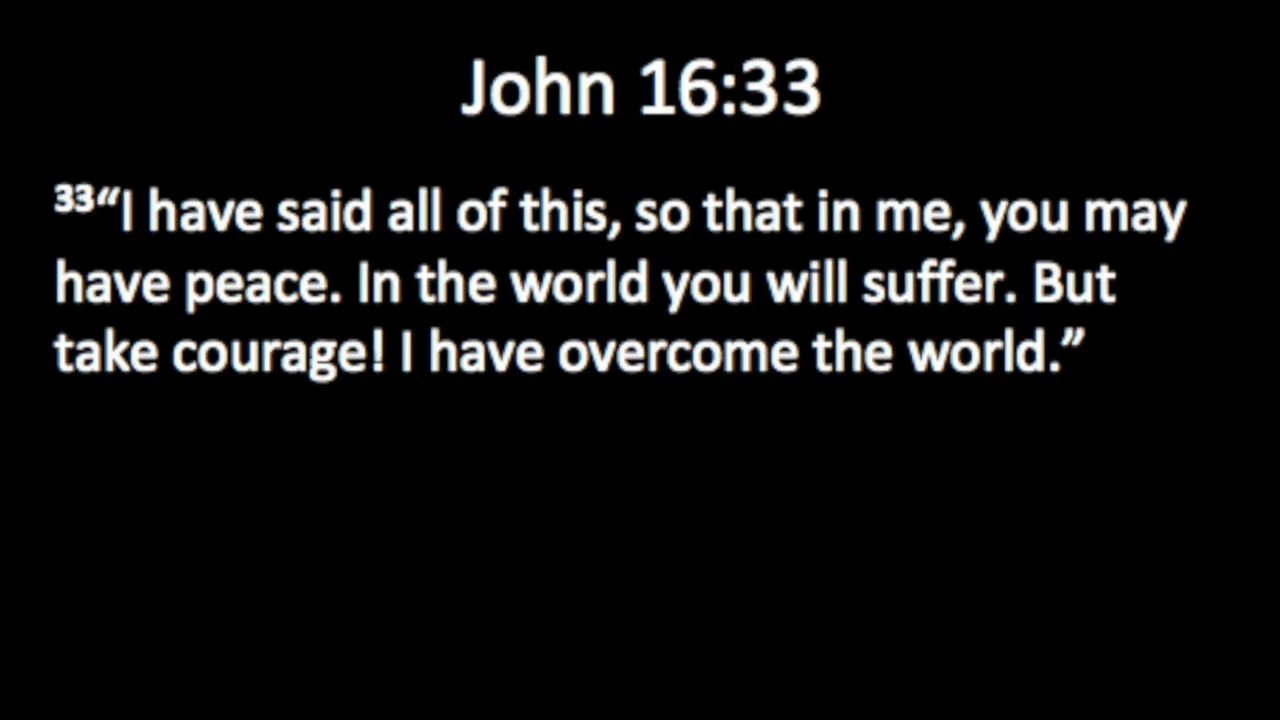 John 16:33
³³“I have said all of this, so that in me, you may
have peace. In the world you will suffer. But
take courage! I have overcome the world.”